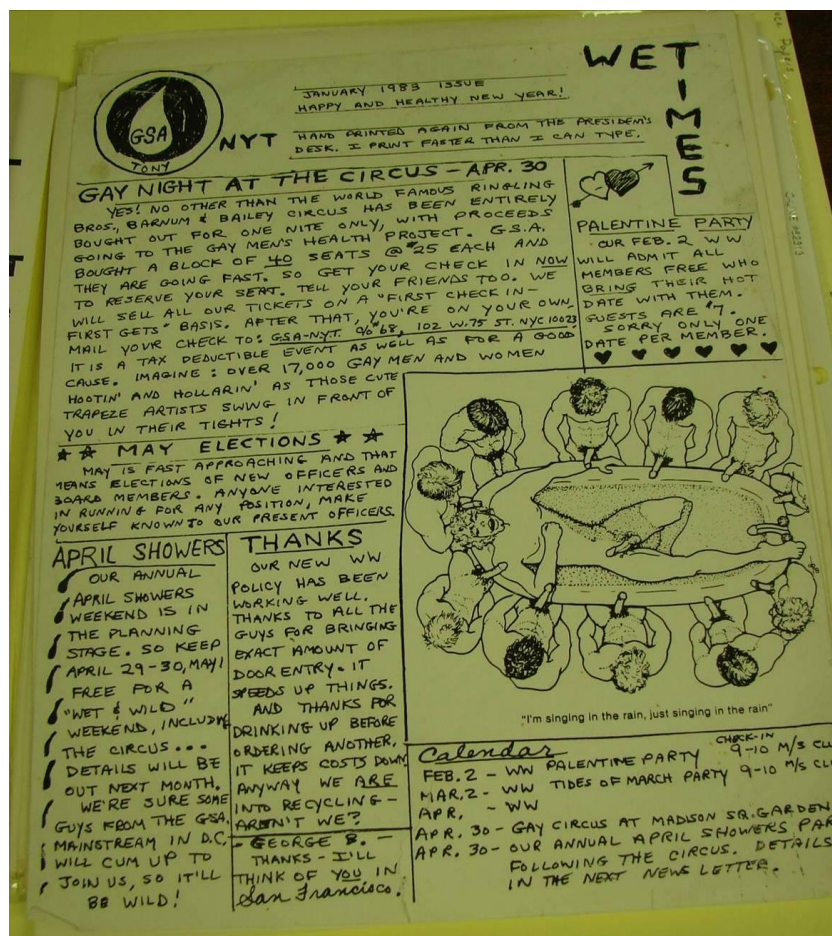 WET TIMES
GSA
TONY
NYT
JANUARY 1983 ISSUE
HAPPY AND HEALTHY NEW YEAR!
HAND PRINTED AGAIN FROM THE PRESIDEM'S
DESK. I PRINT FASTER THAN I CAN TYPE.
GAY NIGHT AT THE CIRCUS - APR. 30
YES! NO OTHER THAN THE WORLD FAMOUS RINGLING
BROS., BARNUM & BAILEY CIRCUS HAS BEEN ENTIRELY
BOUGHT OUT FOR ONE NITE ONLY, WITH PROCEEDS
GOING TO THE GAY MEN'S HEALTH PROJECT. G.S.A.
BOUGHT A BLOCK OF 40 SEATS @ $25 EACH AND
THEY ARE GOING FAST. SO GET YOUR CHECK IN NOW
TO RESERVE YOUR SEAT. TELL YOUR FRIENDS TOO. WE
WILL SELL ALL OUR TICKETS ON A "FIRST CHECK IN-
FIRST GETS" BASIS. AFTER THAT, YOU'RE ON YOUR OWN.
MAIL YOUR CHECK TO: GSA-NYT. c/o #68, 102 W. 75 ST. NYC 10023
IT IS A TAX DEDUCTIBLE EVENT AS WELL AS FOR A GOOD
CAUSE. IMAGINE: OVER 17,000 GAY MEN AND WOMEN
HOOTIN' AND HOLLARIN' AS THOSE CUTE
TRAPEZE ARTISTS SWWG IN FRONT OF
YOU IN THEIR TIGHTS!
PALENTINE PARTY
OUR FEB. 2 WW
WILL ADMIT ALL
MEMBERS FREE WHO
BRING THEIR HOT
DATE WITH THEM.
GUESTS ARE $7.
SORRY ONLY ONE
DATE PER MEMBER.
MAY ELECTIONS
MAY IS FAST APPROACHING AND THAT
MEANS ELECTIONS OF NEW OFFICERS AND
BOARD MEMBERS. ANYONE INTERESTED
IN RUNNING FOR ANY POSITION, MAKE
YOURSELF KNOWN TO OUR PRESENT OFFICERS.
APRIL SHOWERS
OUR ANNUAL
APRIL SHOWERS
WEEKEND IS IN
THE PLANNING
STAGE. SO KEEP
APRIL 29-30, MAY 1
FREE FOR A
"WET & WILD"
WEEKEND, INCLUDING
THE CIRCUS...
DETAILS WILL BE
OUT NEXT MONTH.
WE'RE SURE SOME
GUYS FROM THE GSA
MAINSTREAM IN D.C.
WILL CUM UP TO
JOIN US, SO IT'LL
BE WILD!
THANKS
OUR NEW WW
POLICY HAS BEEN
WORKING WELL.
THANKS TO ALL THE
GUYS FOR BRINGING
EXACT AMOUNT OF
DOOR ENTRY. IT
SPEEDS UP THINGS.
AND THANKS FOR
DRINKING UP BEFORE
ORDERING ANOTHER.
IT KEEPS COSTS DOWN
ANYWAY WE ARE
INTO RECYCLING -
AREN'T WE?
- GEORGE B. -
THANKS - I'LL
THINK OF YOU IN
San Francisco.
"I'm singing in the rain, just singing in the rain"
Calendar
CHECK-IN
FEB. 2 - WW PALENTINE PARTY 9-10 M/S CLU
MAR. 2 - WW TIDES OF MARCH PARTY 9-10 M/S CLU
APR. - WW
APR. 30 - GAY CIRCUS AT MADISON SQ. GARDEN
APR. 30 - OUR ANNUAL APRIL SHOWERS PAR
FOLLOWING THE CIRCUS. DETAILS
IN THE NEXT NEWS LETTER.